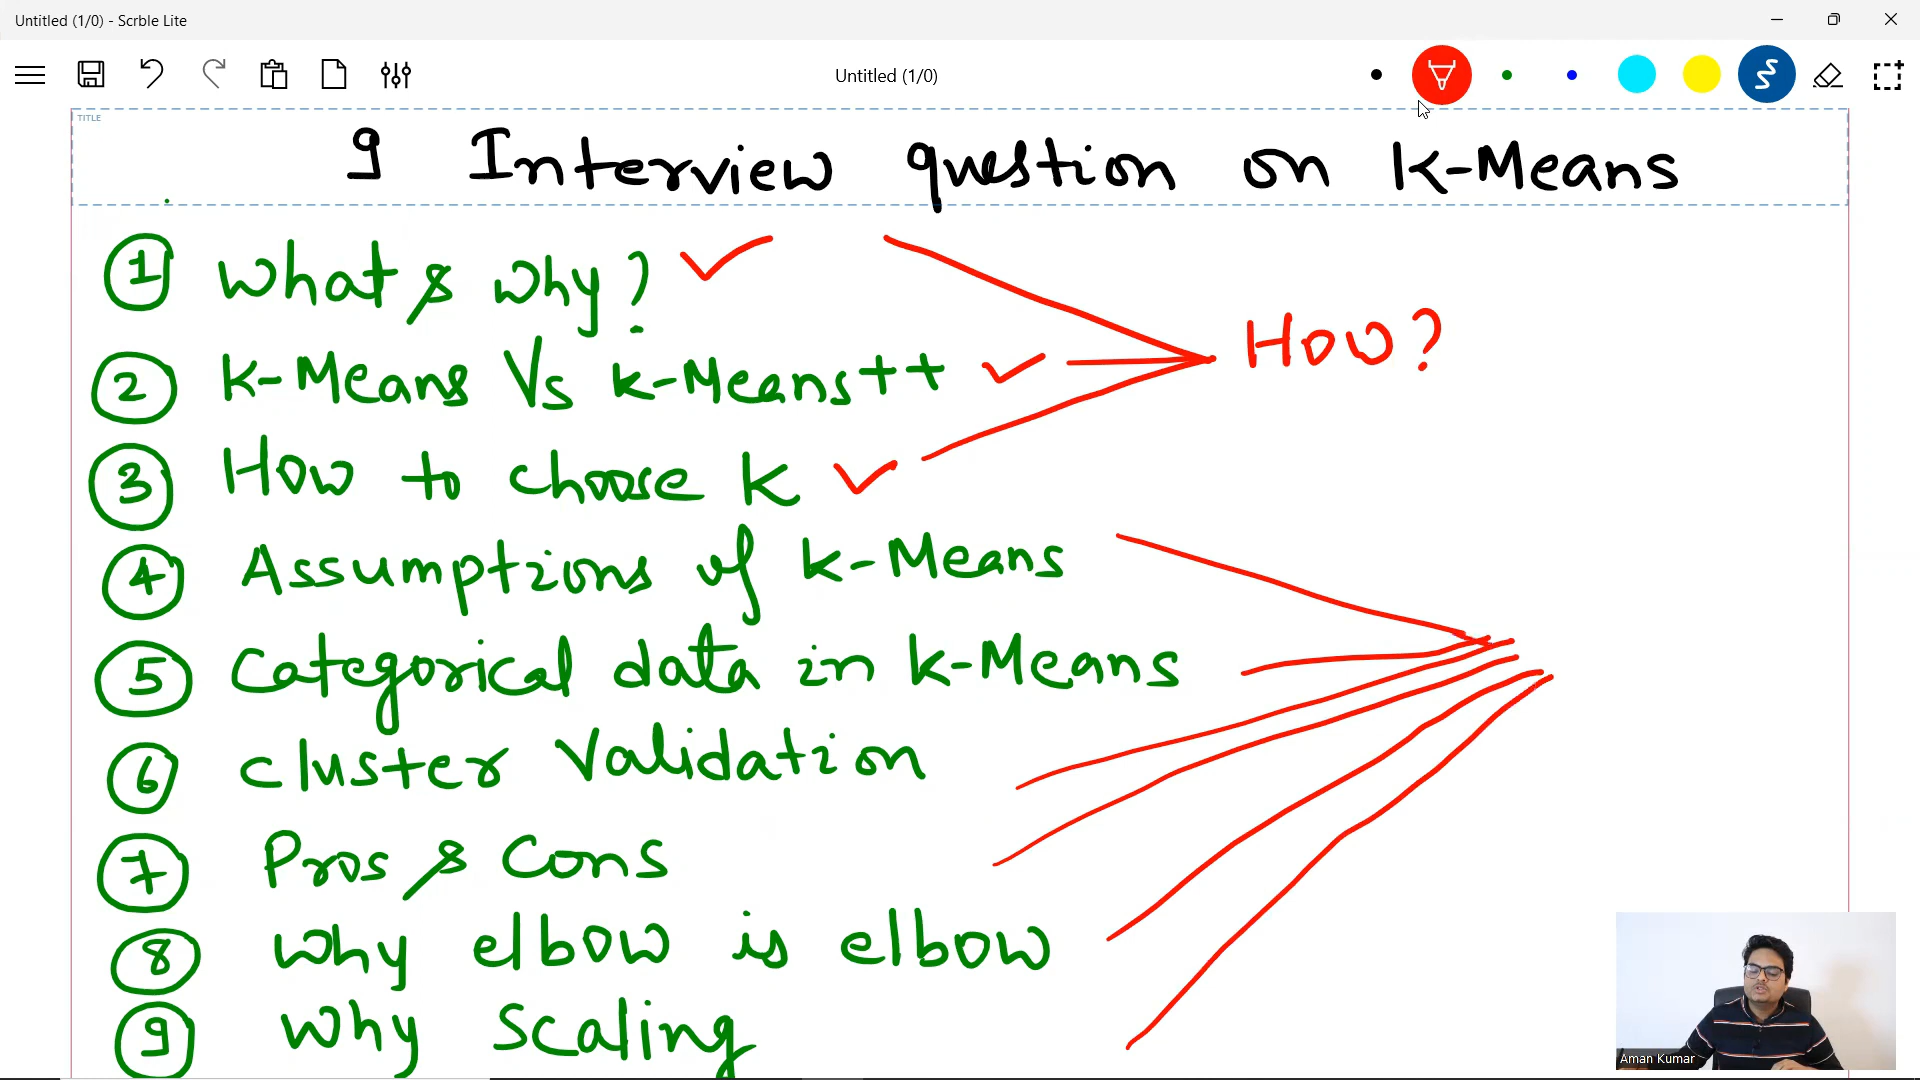 Untitled (1/0) - Scrble Lite
Untitled (1/0)
TITLE
9 Interview question on K-Means
1 What & why?
2 K-Means Vs K-Means++
How?
3 How to choose K
4 Assumptions of K-Means
5 Categorical data in K-Means
6 cluster Validation
7 Pros & Cons
8 Why elbow is elbow
9 Why Scaling
Aman Kumar